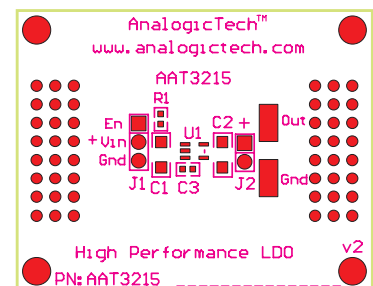 AnalogicTech™
www.analogictech.com
AAT3215
R1
En
U1
C2 +
Out
+Vin
Gnd
Gnd
J1
C1
C3
J2
High Performance LDO
v2
PN:AAT3215 _______________